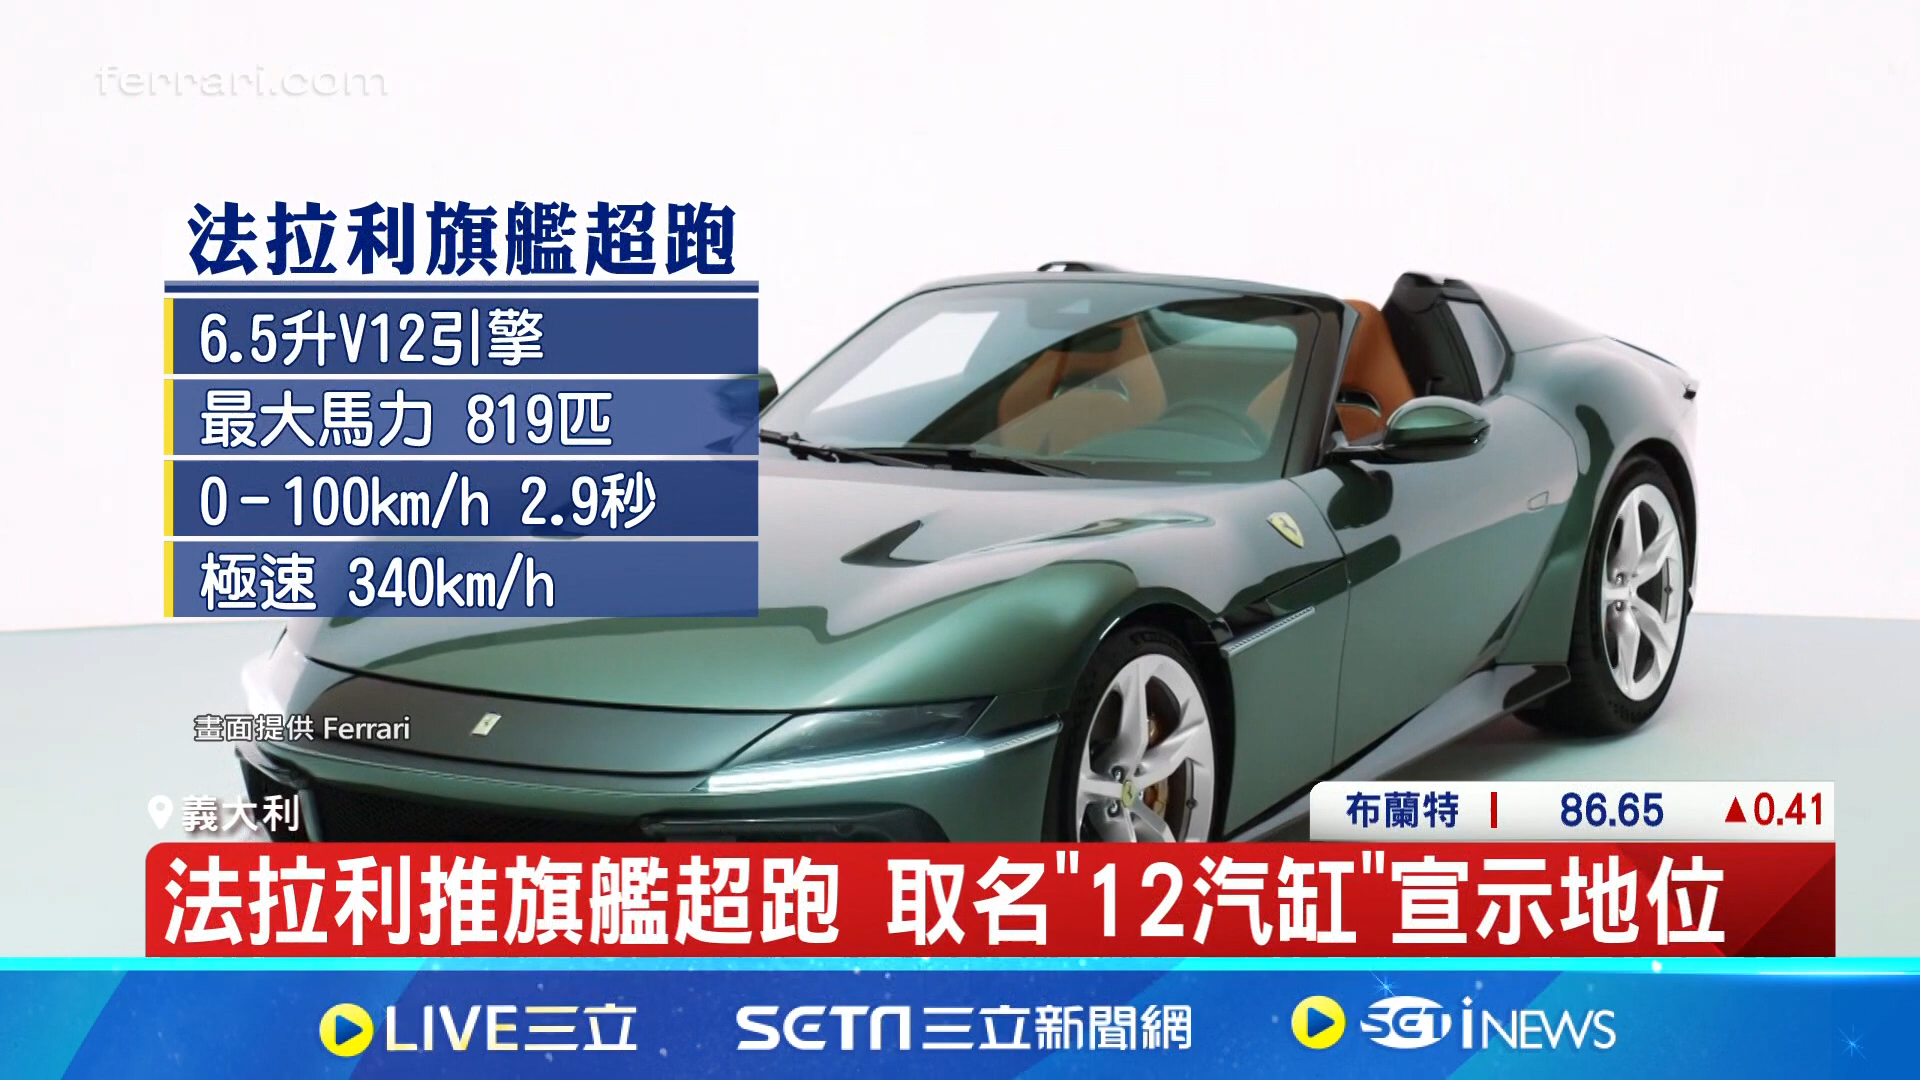 ferrari.com
法拉利旗艦超跑
6.5升V12引擎
最大馬力 819匹
0-100km/h 2.9秒
極速 340km/h
畫面提供 Ferrari
義大利
布蘭特 86.65 ▲0.41
法拉利推旗艦超跑 取名"12汽缸"宣示地位
LIVE三立 SETN三立新聞網 SETiNEWS